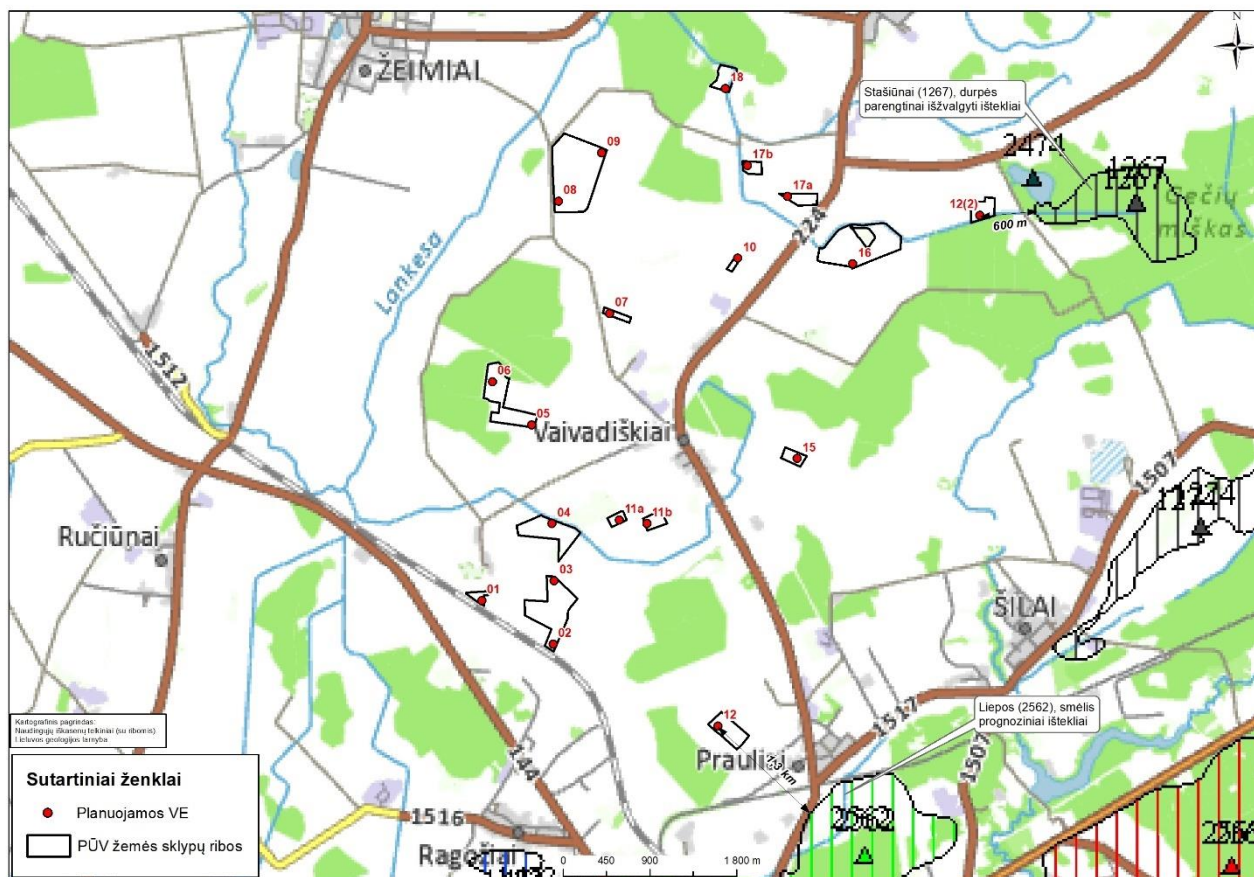 N
ŽEIMIAI
Stašiūnai (1267), durpės
parengtinai išžvalgyti ištekliai
18
2474
1267
17b
09
17a
08
12(2)
Gečių
miškas
600 m
224
16
10
Lankesa
07
1512
06
05
Vaivadiškiai
15
1507
Ručiūnai
04
11a
11b
03
01
ŠILAI
02
Liepos (2562), smėlis
prognoziniai ištekliai
12
1517
Prauliai
1507
144
1516
Ragožiai
2562
Kartografinis pagrindas:
Naudingųjų iškasenų telkiniai (su ribomis)
Lietuvos geologijos tarnyba
Sutartiniai ženklai
Planuojamos VE
PŪV žemės sklypų ribos
0 450 900 1 800 m